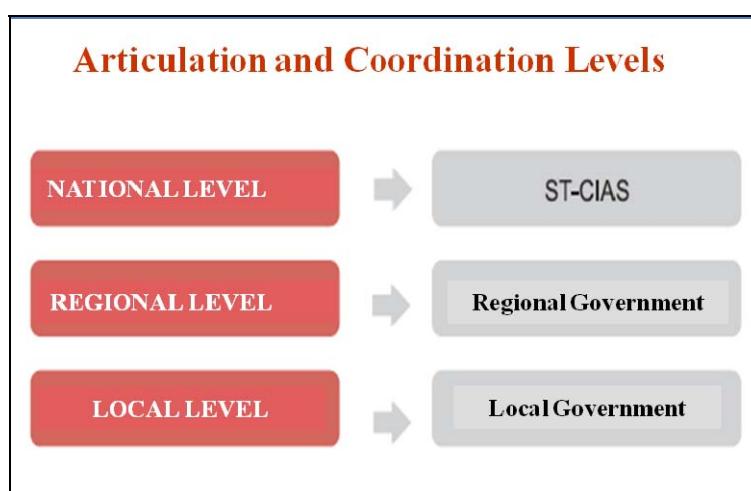 Articulation and Coordination Levels
NATIONAL LEVEL
ST-CIAS
REGIONAL LEVEL
Regional Government
LOCAL LEVEL
Local Government